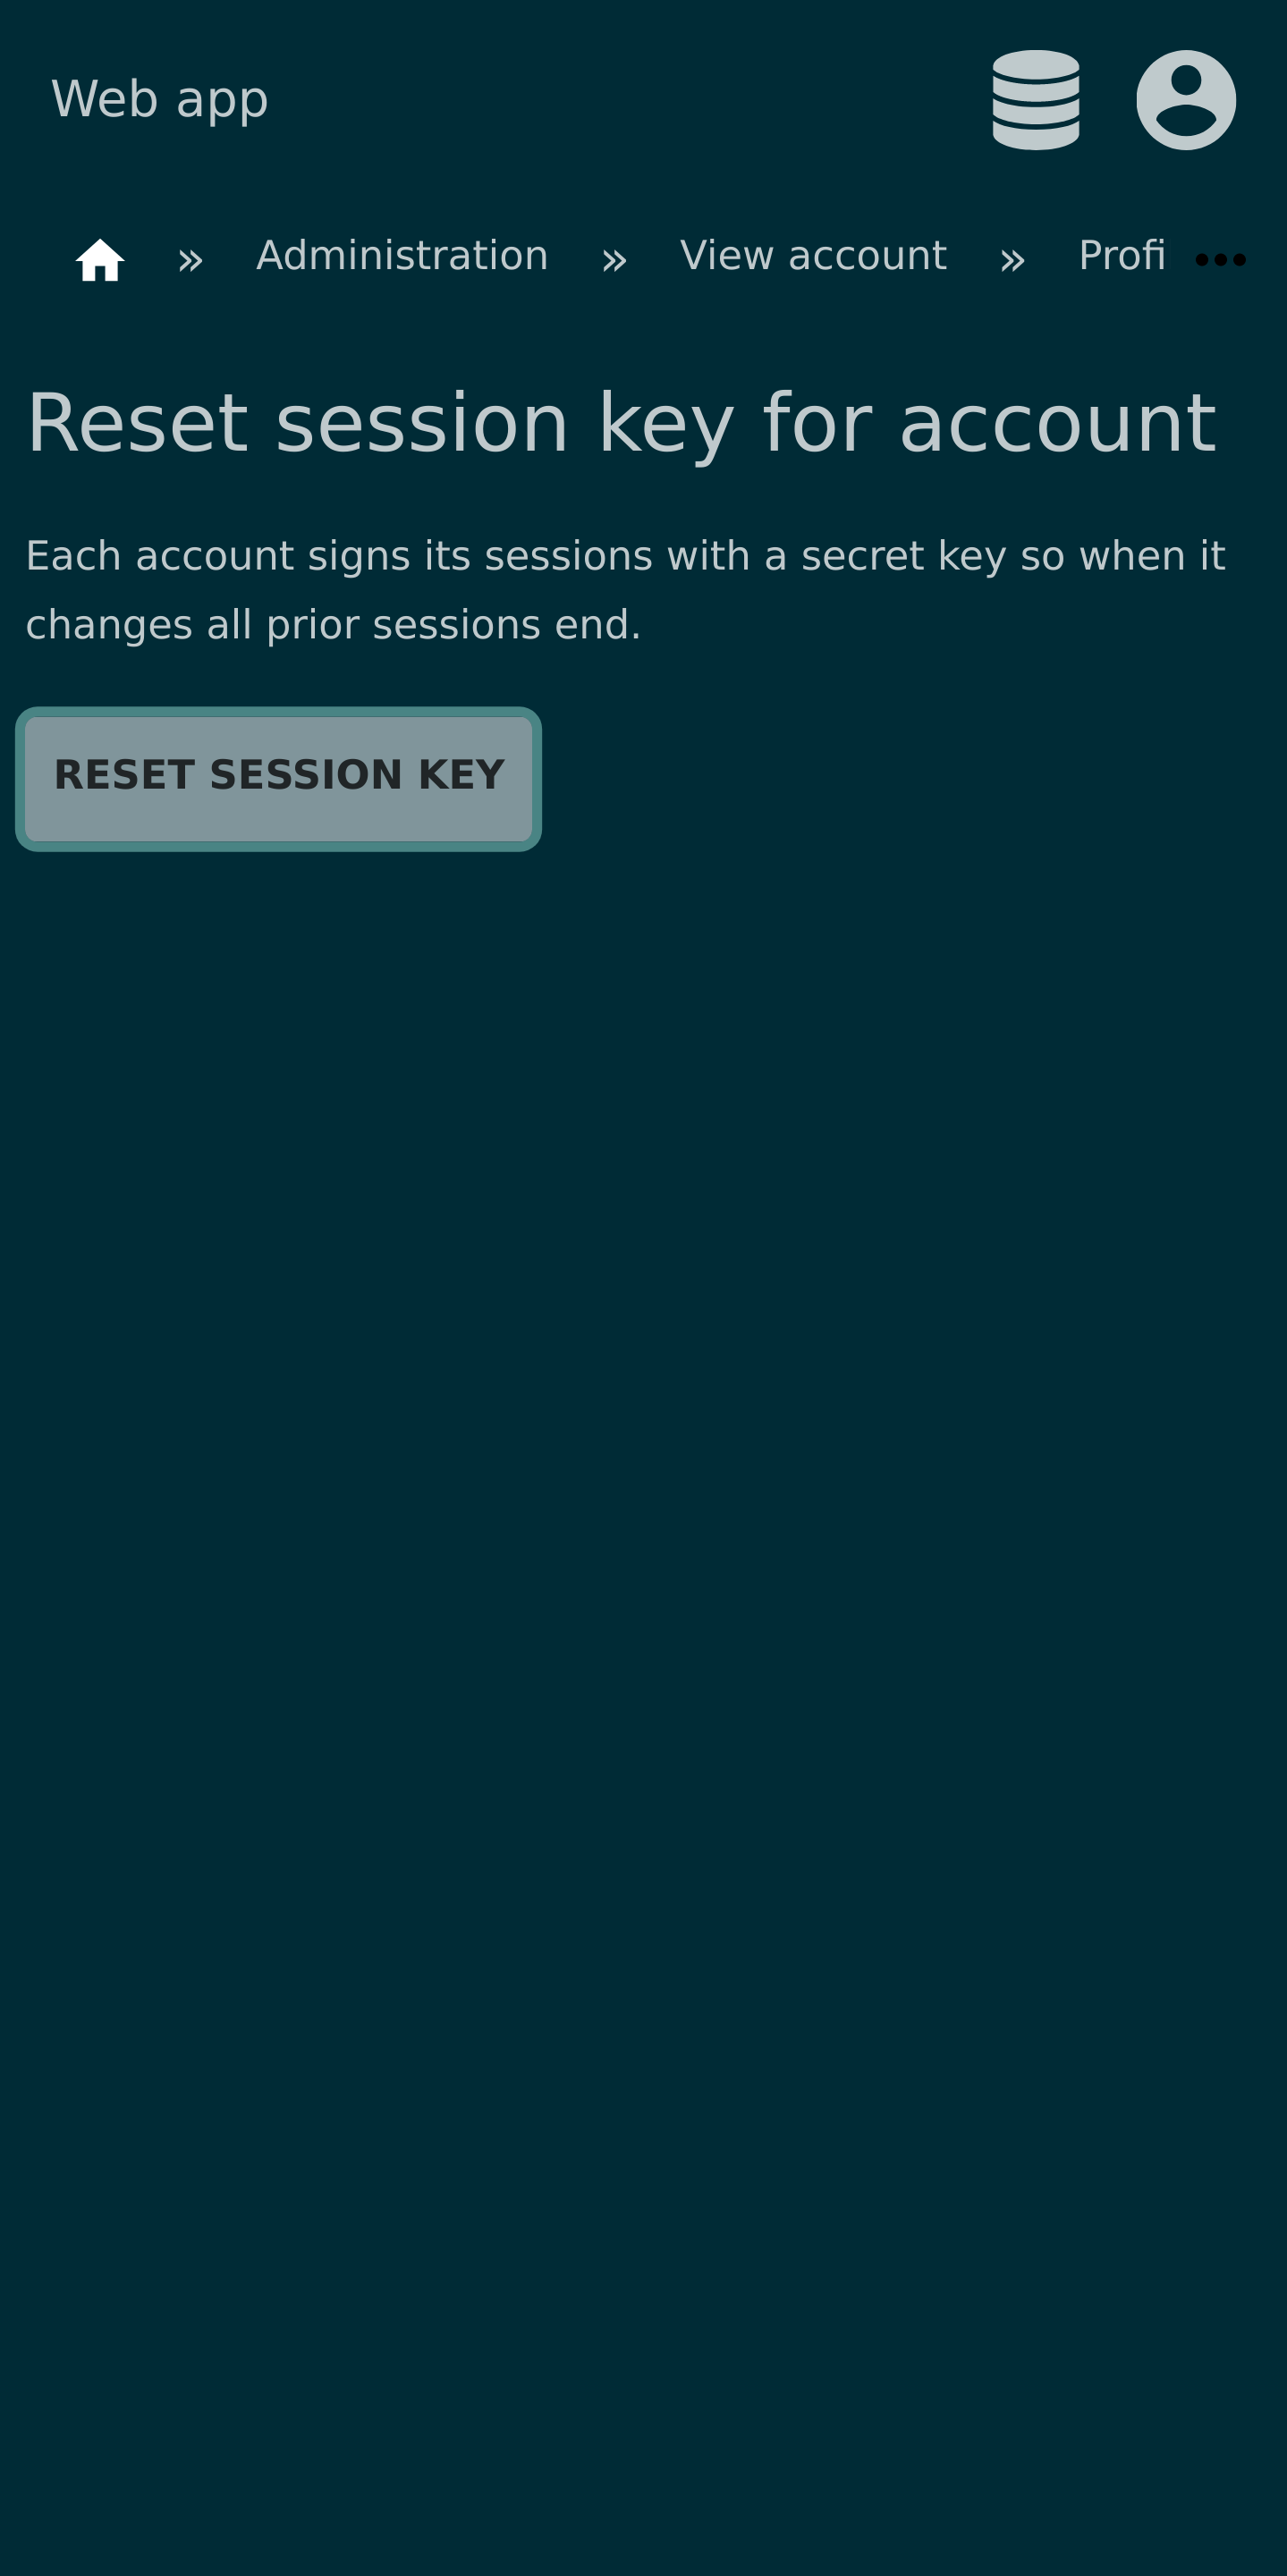 Web app
» Administration » View account » Profi •••
Reset session key for account
Each account signs its sessions with a secret key so when it
changes all prior sessions end.
RESET SESSION KEY